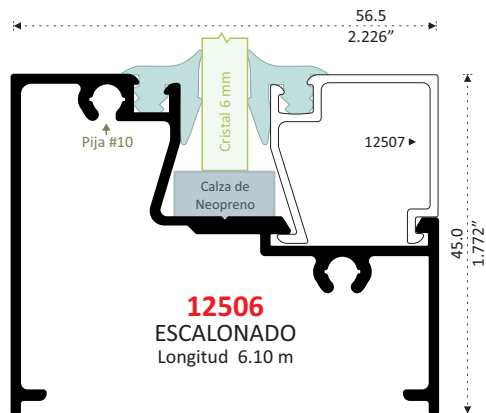 56.5
2.226”
Cristal 6 mm
Pija #10
12507
Calza de
Neopreno
45.0
1.772”
12506
ESCALONADO
Longitud 6.10 m